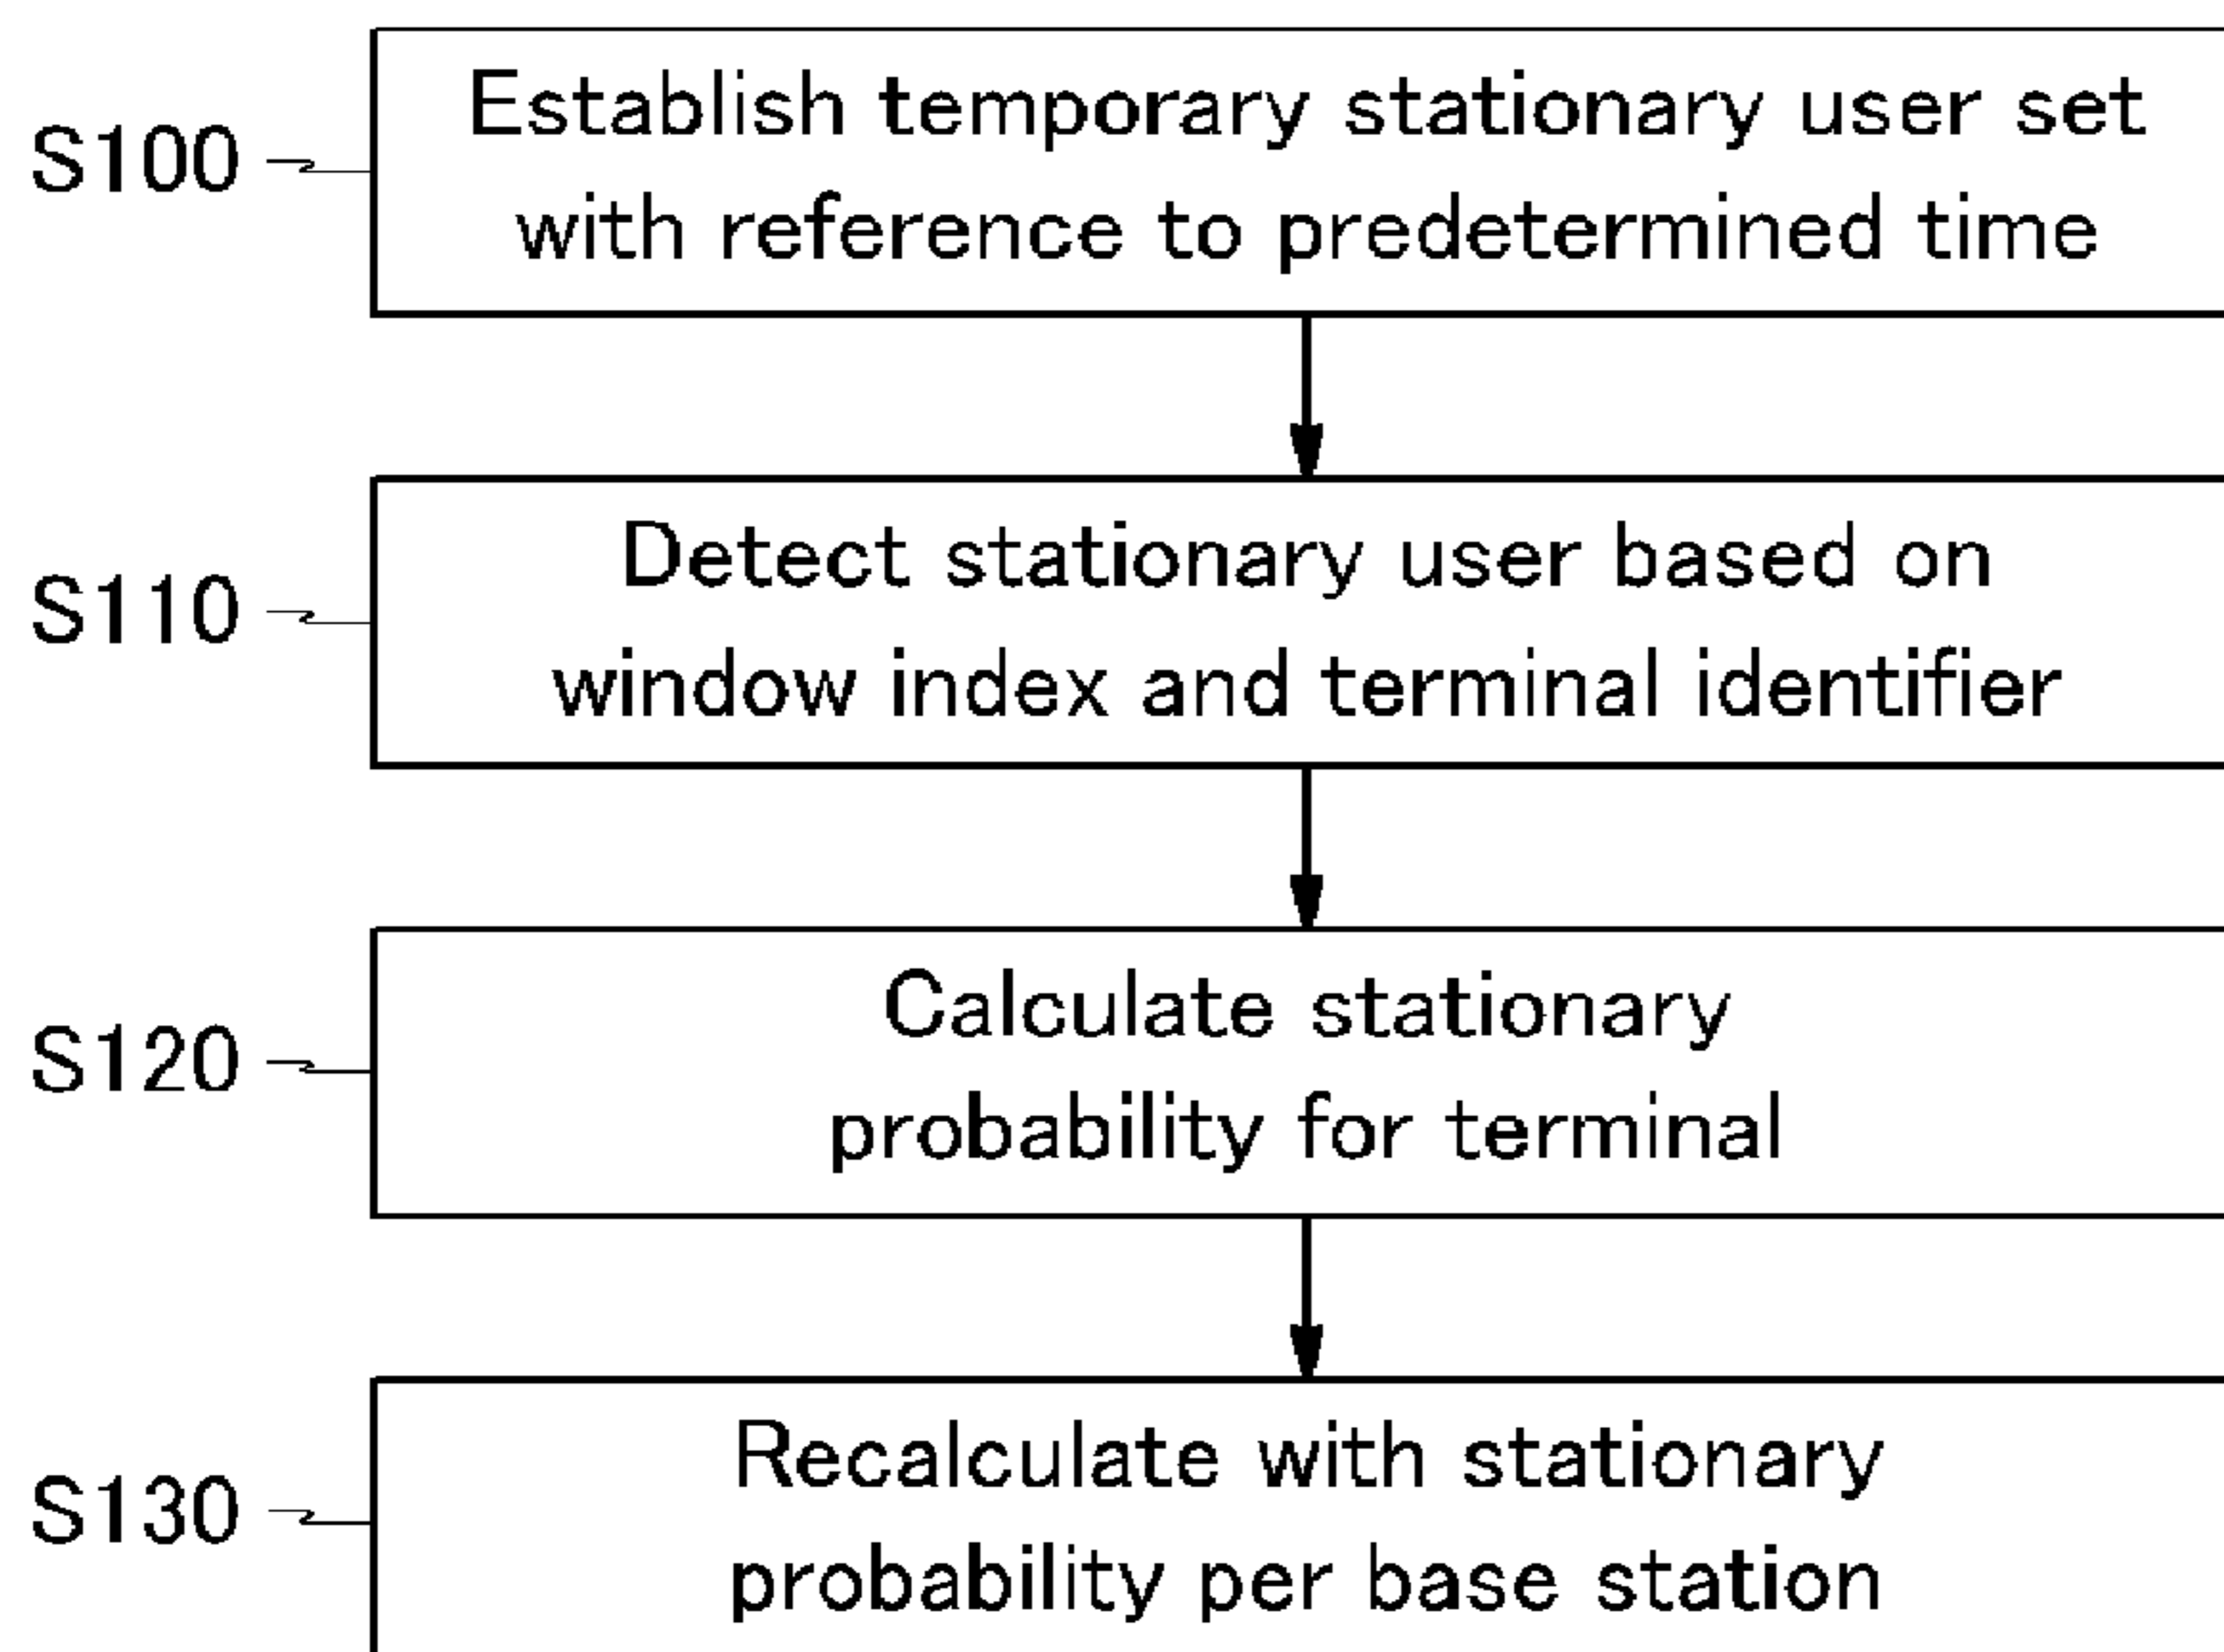 S100
Establish temporary stationary user set
with reference to predetermined time
S110
Detect stationary user based on
window index and terminal identifier
S120
Calculate stationary
probability for terminal
S130
Recalculate with stationary
probability per base station